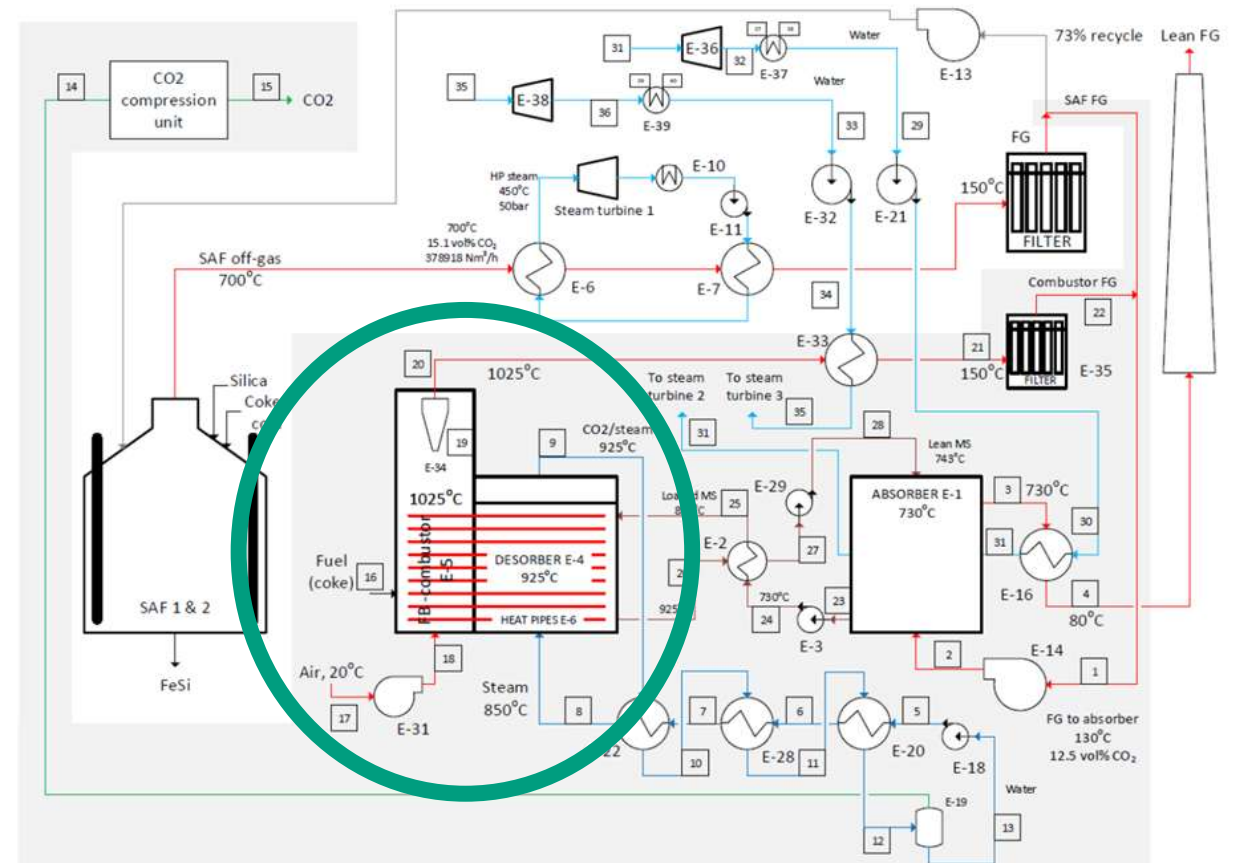 14
CO2
compression
unit
15
CO2
31
E-36
32
E-37
Water
E-13
73% recycle
Lean FG
35
E-38
36
E-39
Water
33
29
SAF FG
FG
FILTER
HP steam
450°C
50bar
Steam turbine 1
E-10
E-11
E-32
E-21
150°C
SAF off-gas
700°C
700°C
15.1 vol% CO₂
378918 Nm³/h
E-6
E-7
34
Combustor FG
22
E-33
21
150°C
FILTER
E-35
20
1025°C
To steam
turbine 2
To steam
turbine 3
35
31
28
Silica
Coke
SAF 1 & 2
FeSi
19
E-34
1025°C
CO2/steam
925°C
9
Lean MS
743°C
E-29
25
E-2
27
ABSORBER E-1
730°C
3
730°C
30
31
E-16
4
80°C
Fuel
(coke)
16
FB-combustor
E-5
DESORBER E-4
925°C
HEAT PIPES E-6
730°C
24
23
E-3
18
Air, 20°C
17
E-31
Steam
850°C
8
7
6
5
10
E-28
11
E-20
E-18
2
E-14
1
FG to absorber
130°C
12.5 vol% CO₂
E-19
Water
12
13